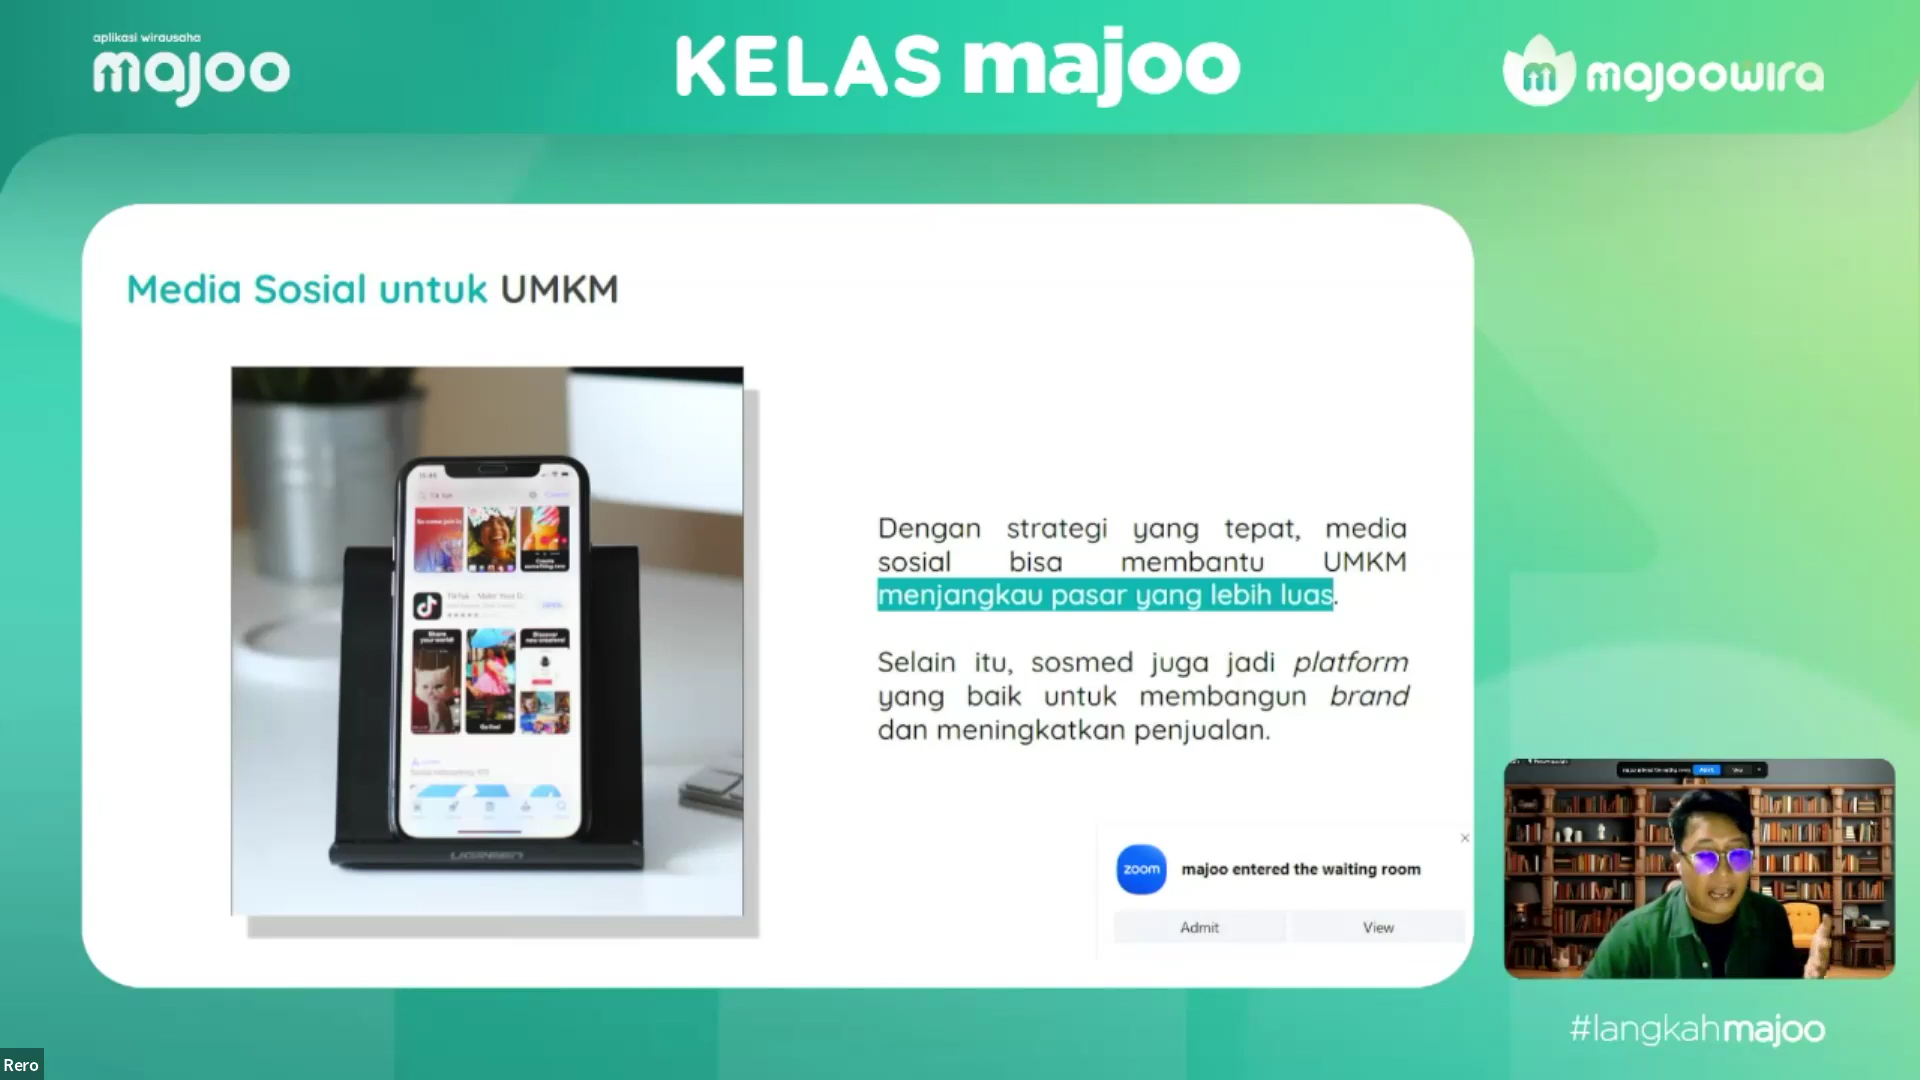 aplikasi wirausaha
majoo
KELAS majoo
majoowira
Media Sosial untuk UMKM
Dengan strategi yang tepat, media
sosial bisa membantu UMKM
menjangkau pasar yang lebih luas.
Selain itu, sosmed juga jadi platform
yang baik untuk membangun brand
dan meningkatkan penjualan.
UGREEN
zoom
majoo entered the waiting room
Admit
View
#langkahmajoo
Rero